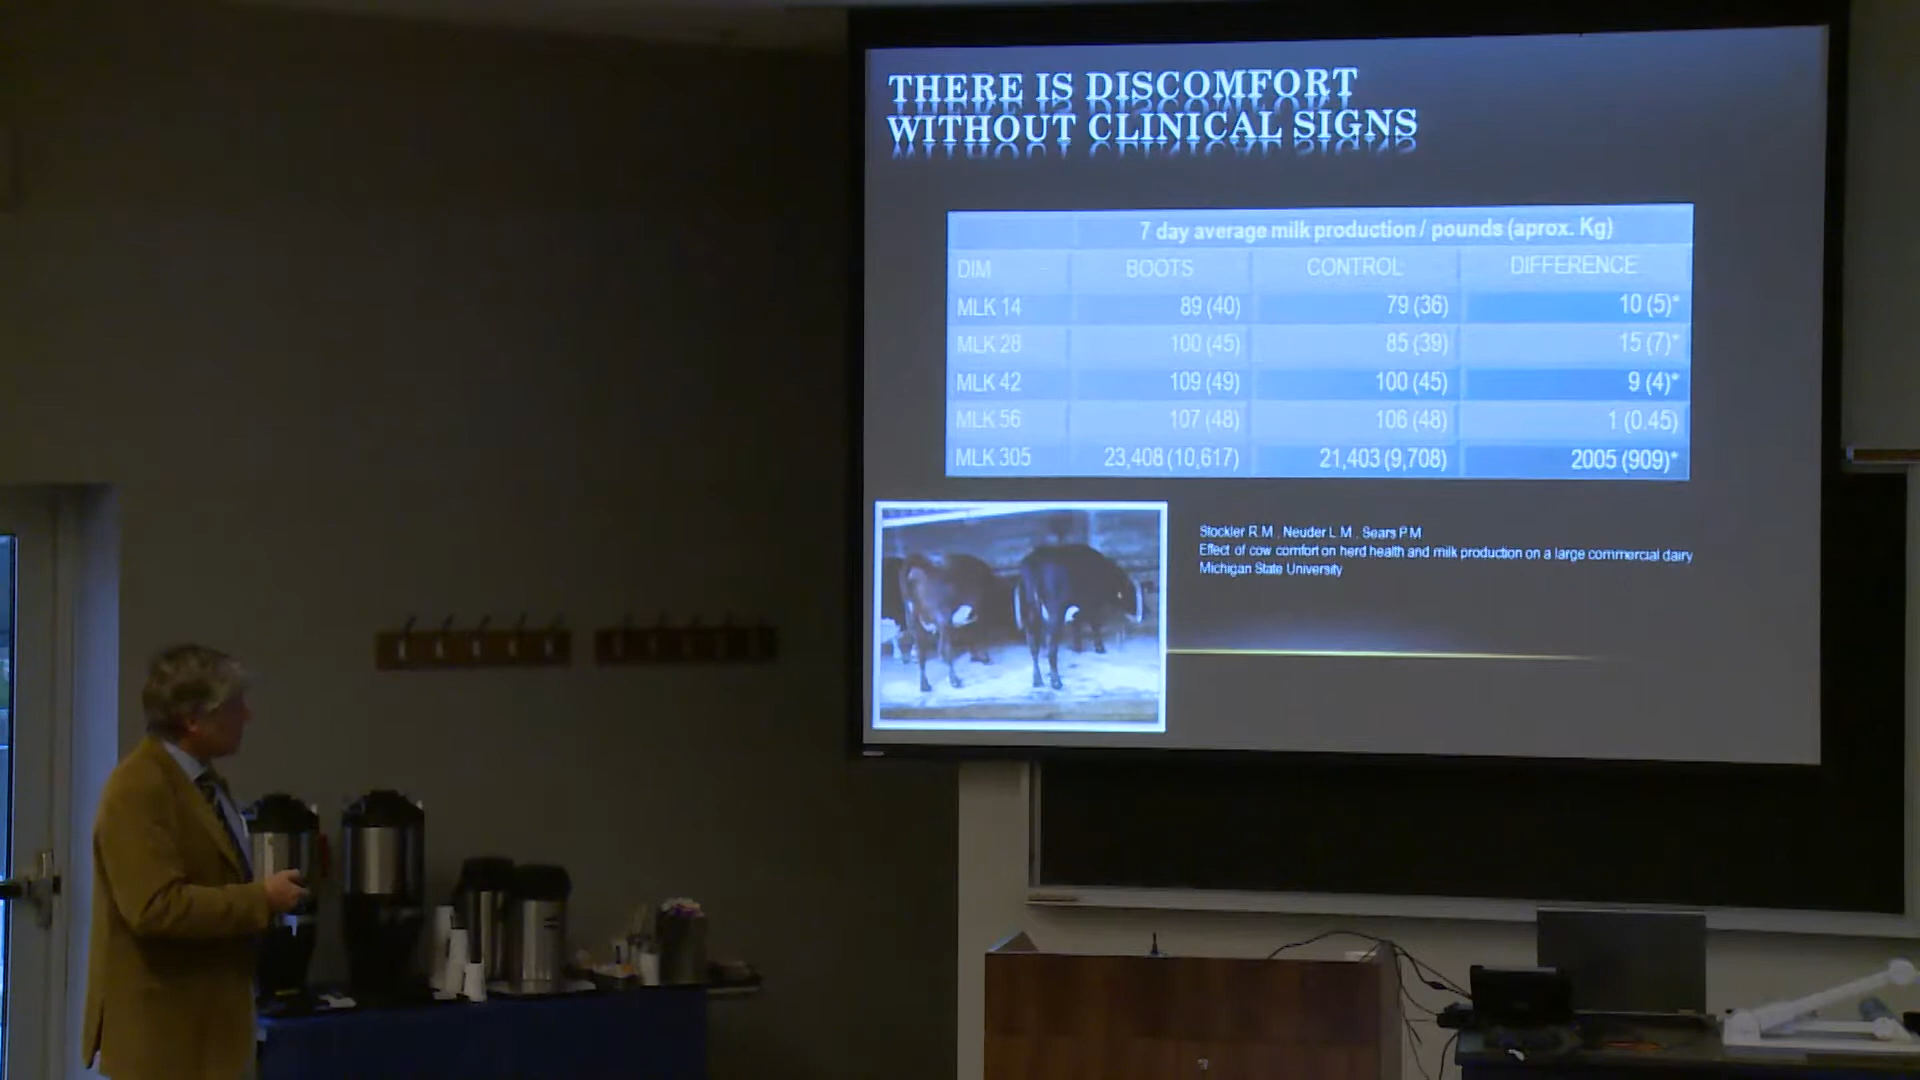 THERE IS DISCOMFORT
WITHOUT CLINICAL SIGNS
7 day average milk production / pounds (aprox. Kg)
DIM BOOTS CONTROL DIFFERENCE
MLK 14 89 (40) 79 (36) 10 (5)*
MLK 28 100 (45) 85 (39) 15 (7)*
MLK 42 109 (49) 100 (45) 9 (4)*
MLK 56 107 (48) 106 (48) 1 (0.45)
MLK 305 23,408 (10,617) 21,403 (9,708) 2005 (909)*
Stockler R.M., Neuder L.M., Sears P.M
Effect of cow comfort on herd health and milk production on a large commercial dairy
Michigan State University